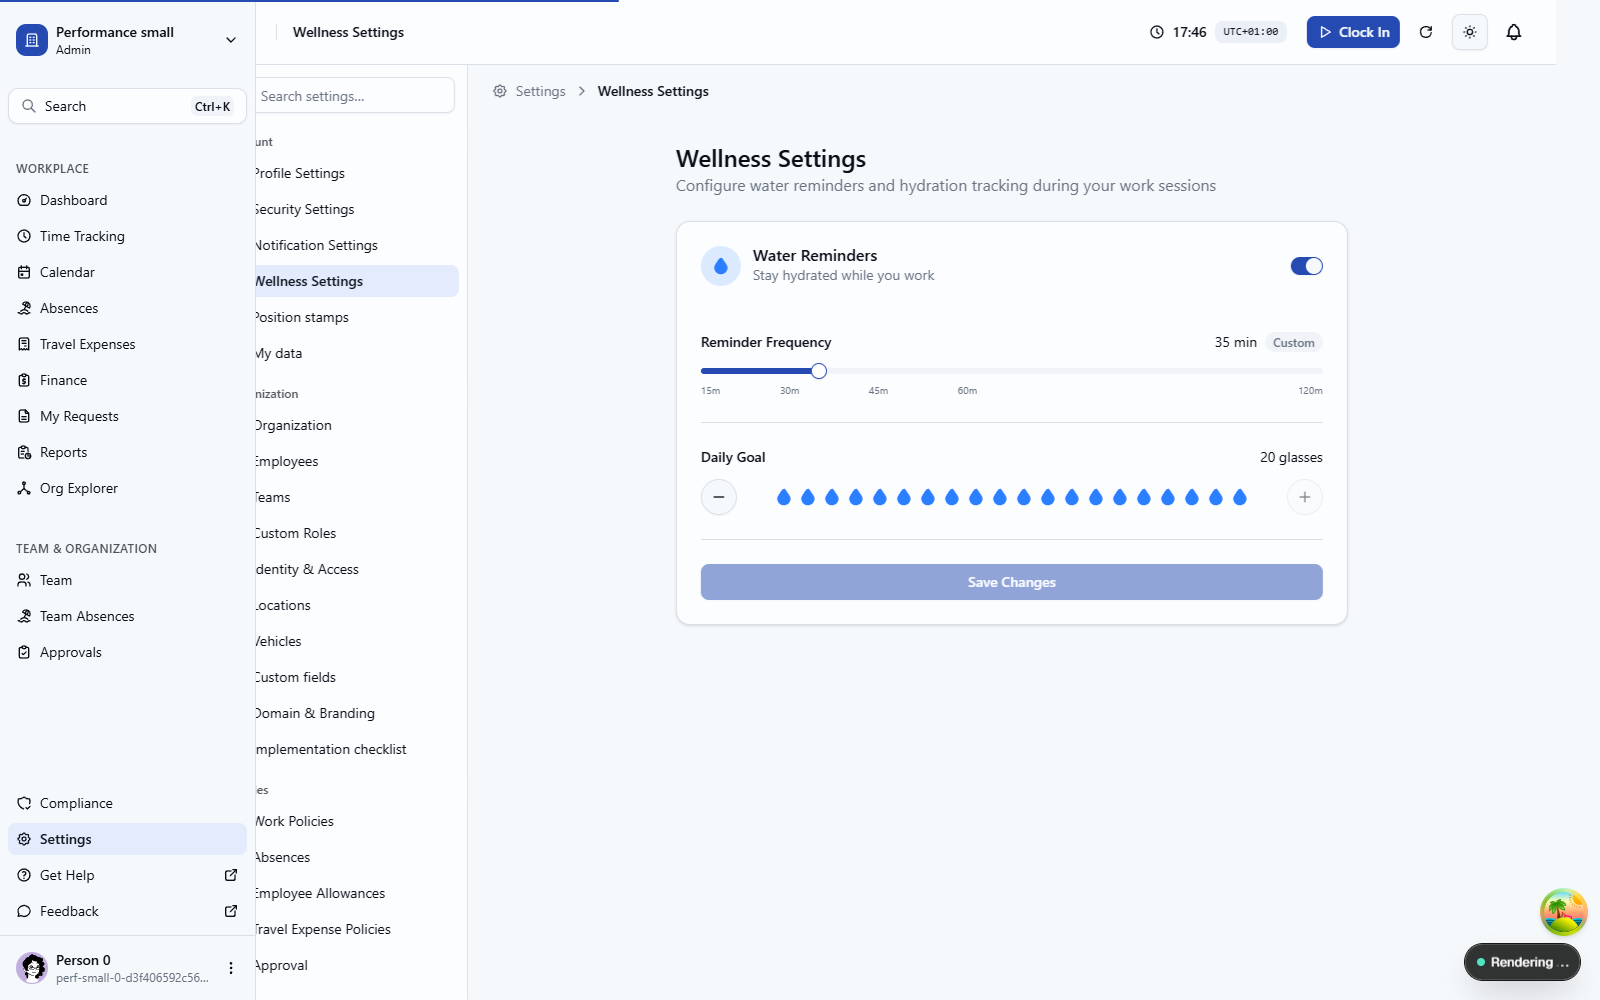 Performance small
Admin
Search
Ctrl+K
WORKPLACE
Dashboard
Time Tracking
Calendar
Absences
Travel Expenses
Finance
My Requests
Reports
Org Explorer
TEAM & ORGANIZATION
Team
Team Absences
Approvals
Compliance
Settings
Get Help
Feedback
Person 0
perf-small-0-d3f406592c56...
Wellness Settings
17:46
UTC+01:00
Clock In
Search settings...
unt
Profile Settings
Security Settings
Notification Settings
Wellness Settings
Position stamps
My data
nization
Organization
Employees
Teams
Custom Roles
dentity & Access
Locations
Vehicles
Custom fields
Domain & Branding
mplementation checklist
es
Work Policies
Absences
Employee Allowances
Travel Expense Policies
Approval
Settings
Wellness Settings
Wellness Settings
Configure water reminders and hydration tracking during your work sessions
Water Reminders
Stay hydrated while you work
Reminder Frequency
35 min
Custom
15m
30m
45m
60m
120m
Daily Goal
20 glasses
Save Changes
Rendering ...